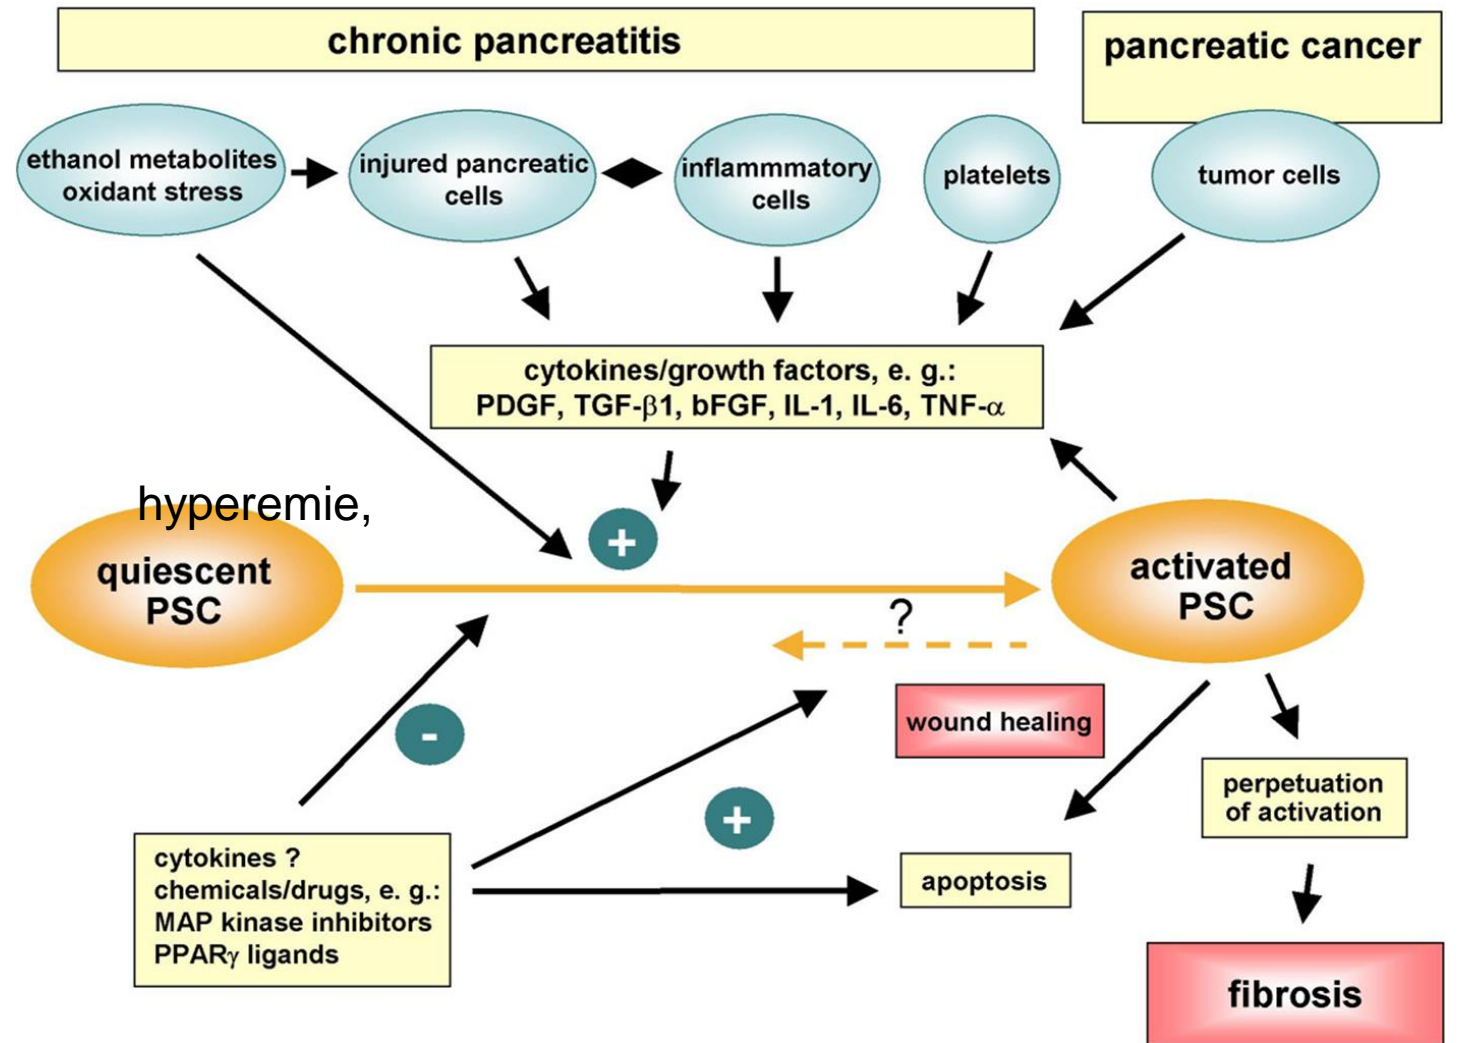 chronic pancreatitis
pancreatic cancer
ethanol metabolites
oxidant stress
injured pancreatic
cells
inflammmatory
cells
platelets
tumor cells
cytokines/growth factors, e. g.:
PDGF, TGF-β1, bFGF, IL-1, IL-6, TNF-α
hyperemie,
+
quiescent
PSC
activated
PSC
?
-
wound healing
+
perpetuation
of activation
cytokines ?
chemicals/drugs, e. g.:
MAP kinase inhibitors
PPARγ ligands
apoptosis
fibrosis